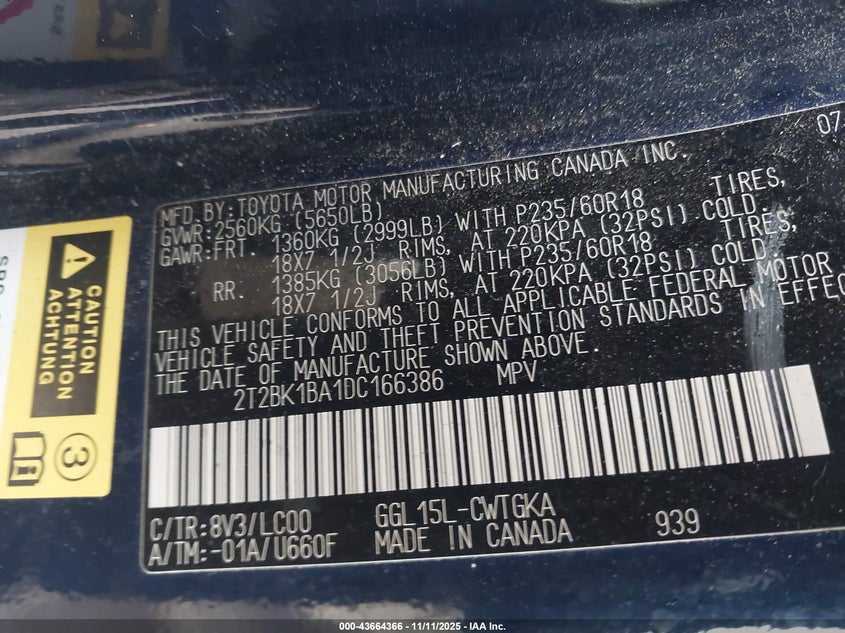 07
MFD. BY: TOYOTA MOTOR MANUFACTURING CANADA INC.
GVWR: 2560KG (5650LB)
GAWR: FRT 1360KG (2999LB) WITH P235/60R18 TIRES,
18X7 1/2J RIMS, AT 220KPA (32PSI) COLD.
RR. 1385KG (3056LB) WITH P235/60R18 TIRES,
18X7 1/2J RIMS, AT 220KPA (32PSI) COLD.
THIS VEHICLE CONFORMS TO ALL APPLICABLE FEDERAL MOTOR
VEHICLE SAFETY AND THEFT PREVENTION STANDARDS IN EFFEC
THE DATE OF MANUFACTURE SHOWN ABOVE.
2T2BK1BA1DC166386 MPV
C/TR: 8V3/LC00 GGL15L-CWTGKA
A/TM: -01A/U660F MADE IN CANADA 939
CAUTION
ATTENTION
ACHTUNG
3
000-43664366 - 11/11/2025 - IAA Inc.